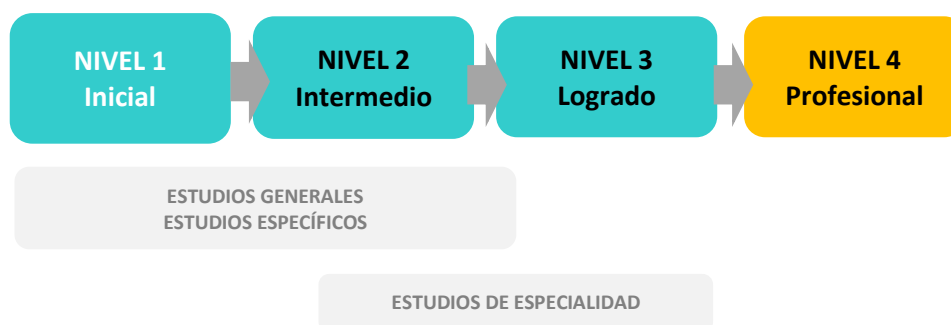 NIVEL 1
Inicial
NIVEL 2
Intermedio
NIVEL 3
Logrado
NIVEL 4
Profesional
ESTUDIOS GENERALES
ESTUDIOS ESPECÍFICOS
ESTUDIOS DE ESPECIALIDAD